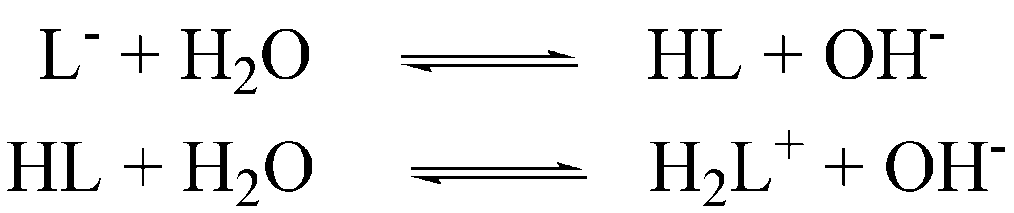 L⁻ + H₂O ⇌ HL + OH⁻
HL + H₂O ⇌ H₂L⁺ + OH⁻